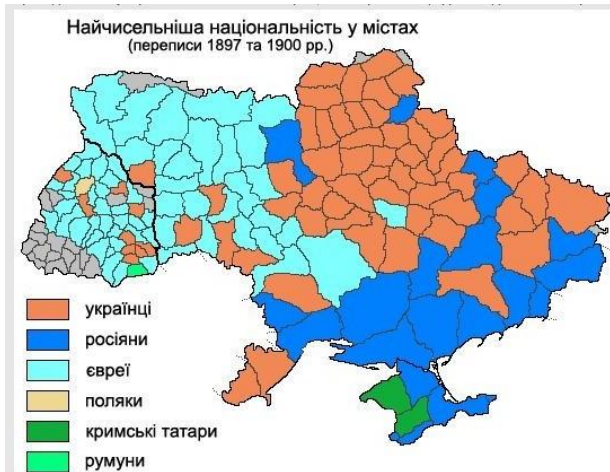 Найчисельніша національність у містах
(переписи 1897 та 1900 рр.)
українці
росіяни
євреї
поляки
кримські татари
румуни